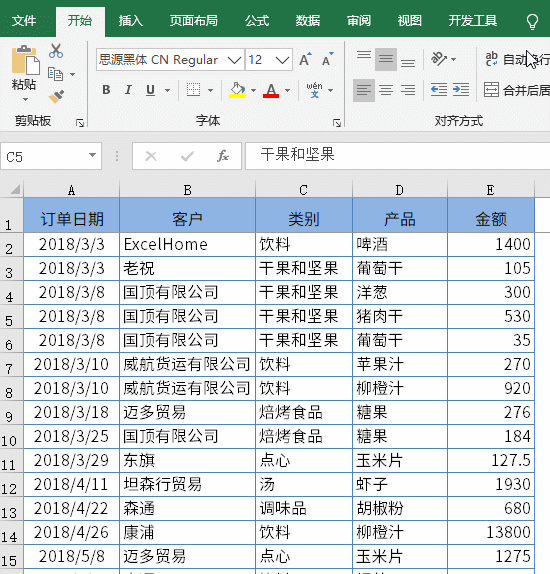 文件 开始 插入 页面布局 公式 数据 审阅 视图 开发工具
思源黑体 CN Regular 12 A A ab 自动换行
粘贴 B I U A wén 文 合并后居
剪贴板 字体 对齐方式
C5 fx 干果和坚果
A B C D E
1 订单日期 客户 类别 产品 金额
2 2018/3/3 ExcelHome 饮料 啤酒 1400
3 2018/3/3 老祝 干果和坚果 葡萄干 105
4 2018/3/8 国顶有限公司 干果和坚果 洋葱 300
5 2018/3/8 国顶有限公司 干果和坚果 猪肉干 530
6 2018/3/8 国顶有限公司 干果和坚果 葡萄干 35
7 2018/3/10 威航货运有限公司 饮料 苹果汁 270
8 2018/3/10 威航货运有限公司 饮料 柳橙汁 920
9 2018/3/18 迈多贸易 焙烤食品 糖果 276
10 2018/3/25 国顶有限公司 焙烤食品 糖果 184
11 2018/3/29 东旗 点心 玉米片 127.5
12 2018/4/11 坦森行贸易 汤 虾子 1930
13 2018/4/22 森通 调味品 胡椒粉 680
14 2018/4/26 康浦 饮料 柳橙汁 13800
15 2018/5/8 迈多贸易 点心 玉米片 1275